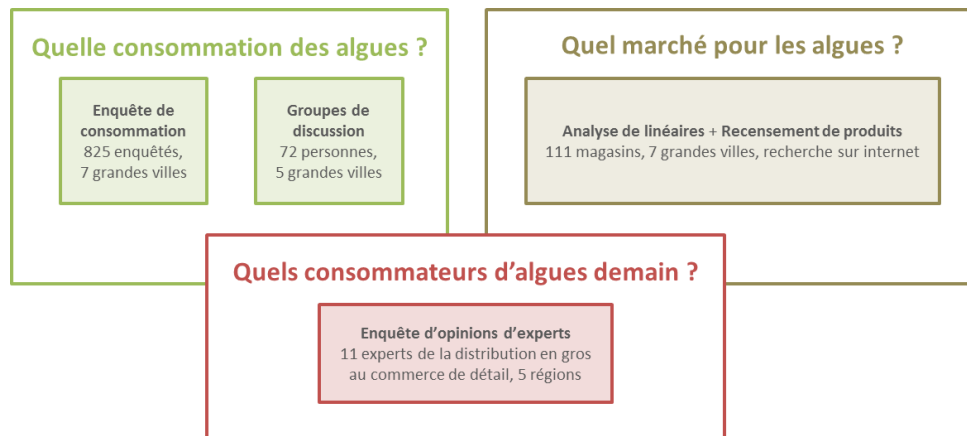 Quelle consommation des algues ?
Enquête de
consommation
825 enquêtés,
7 grandes villes
Groupes de
discussion
72 personnes,
5 grandes villes
Quel marché pour les algues ?
Analyse de linéaires + Recensement de produits
111 magasins, 7 grandes villes, recherche sur internet
Quels consommateurs d’algues demain ?
Enquête d’opinions d’experts
11 experts de la distribution en gros
au commerce de détail, 5 régions